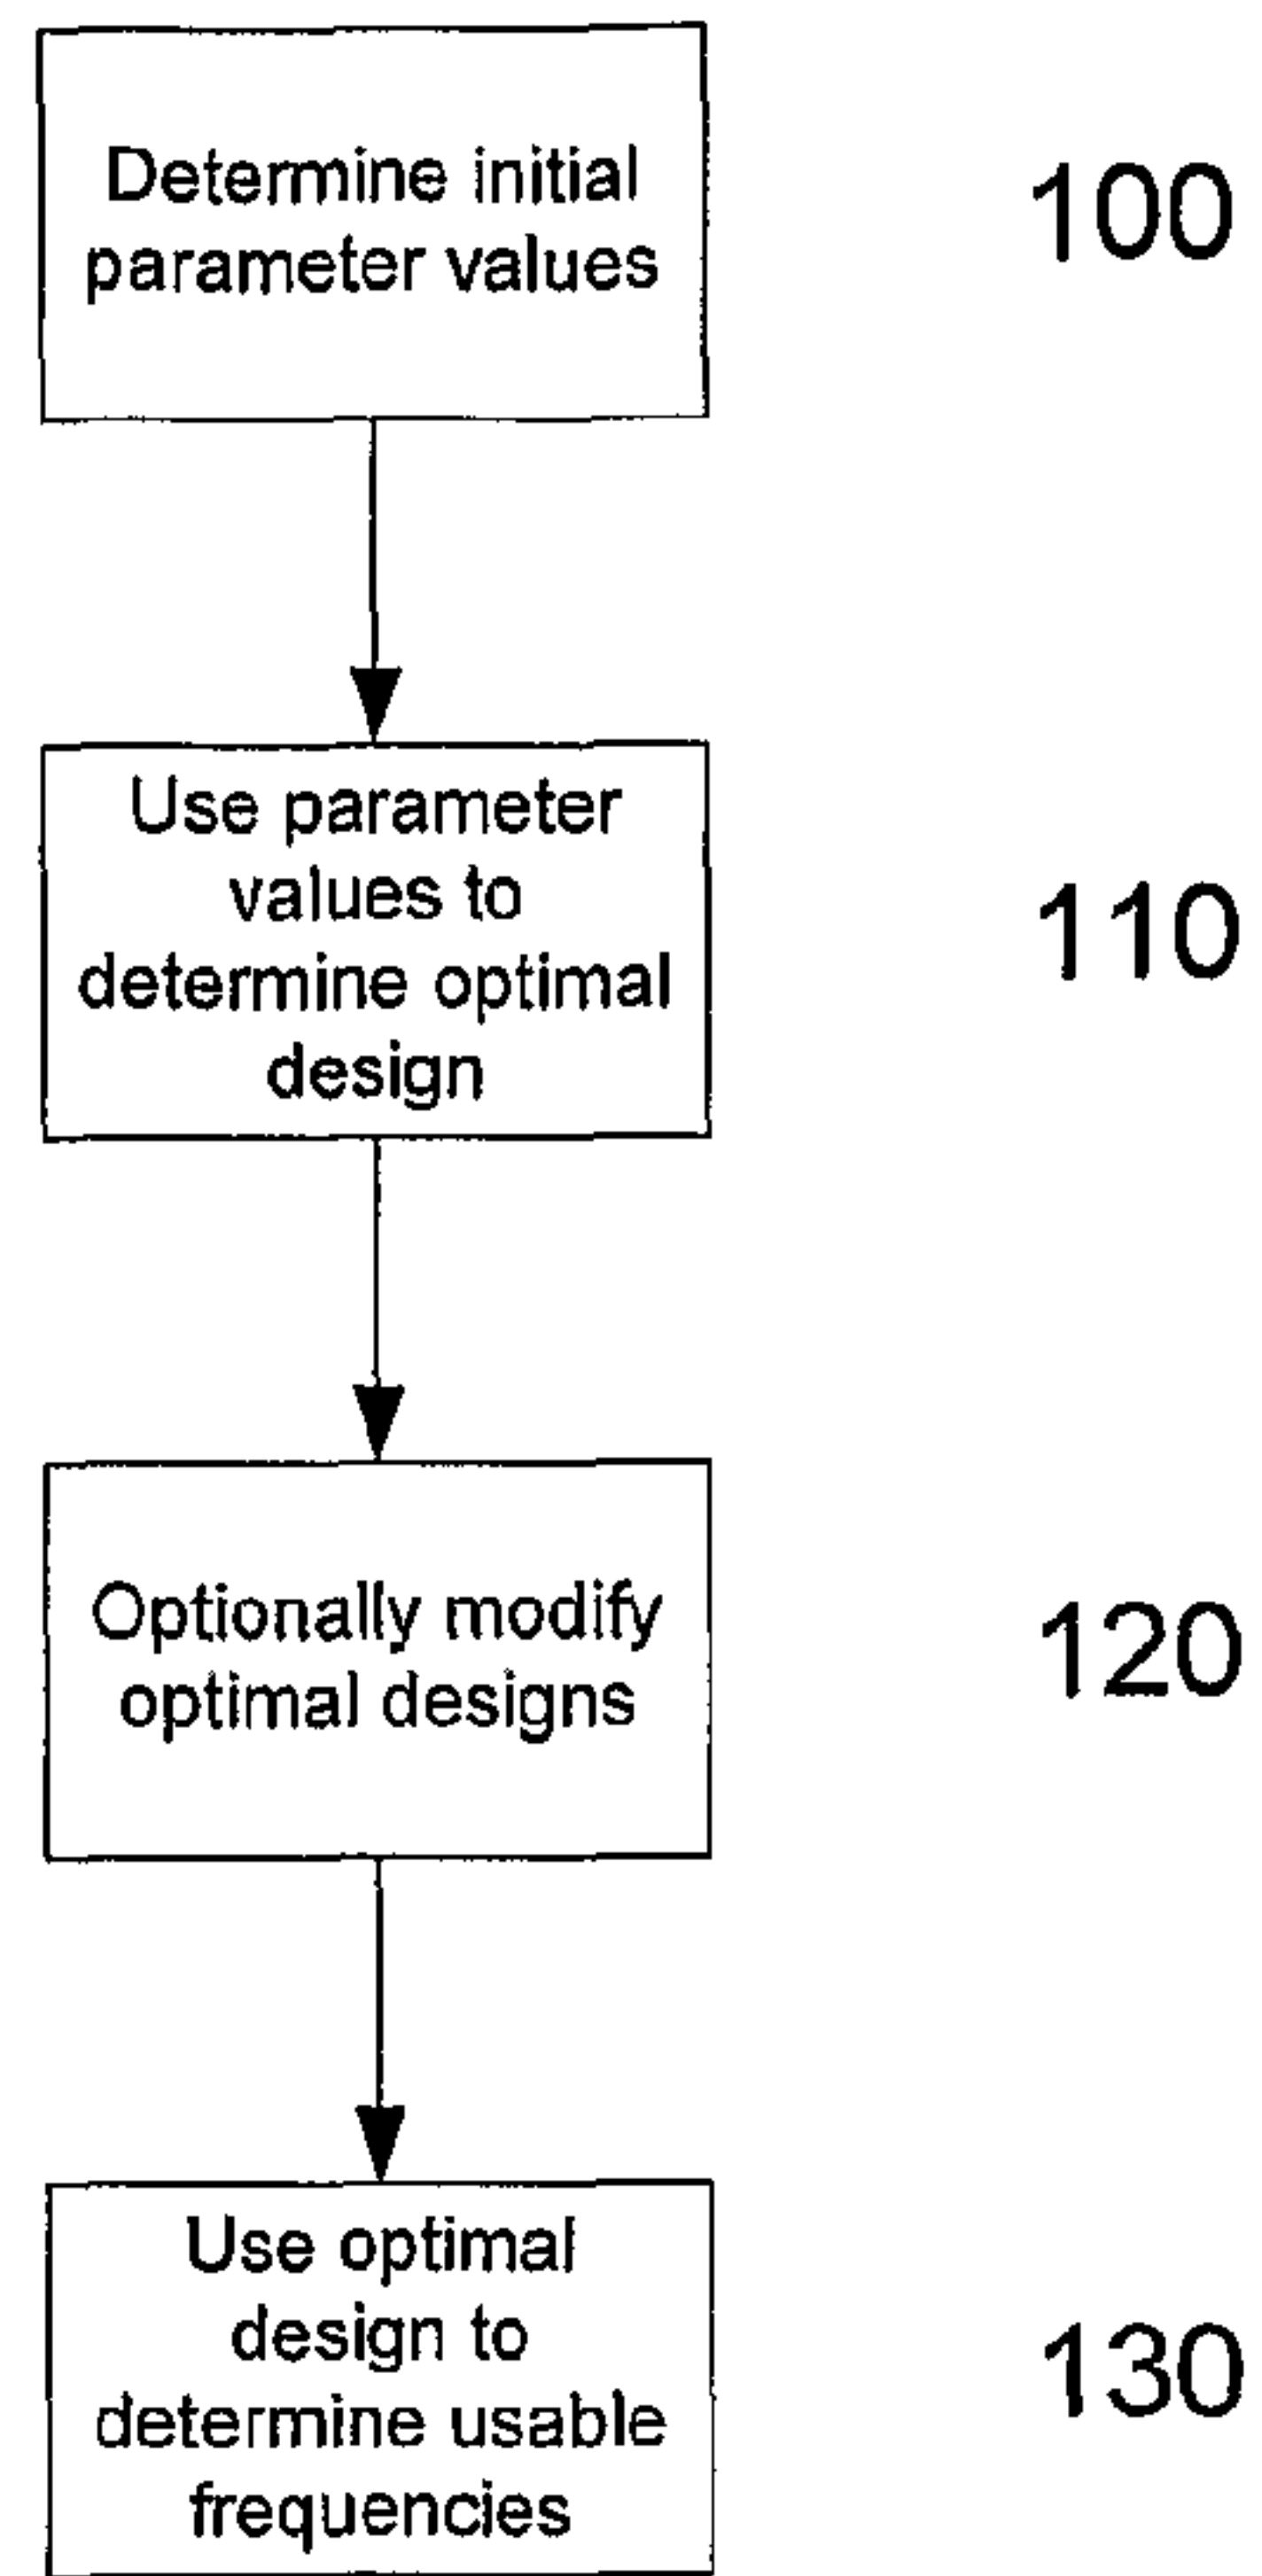 Determine initial
parameter values
100
Use parameter
values to
determine optimal
design
110
Optionally modify
optimal designs
120
Use optimal
design to
determine usable
frequencies
130